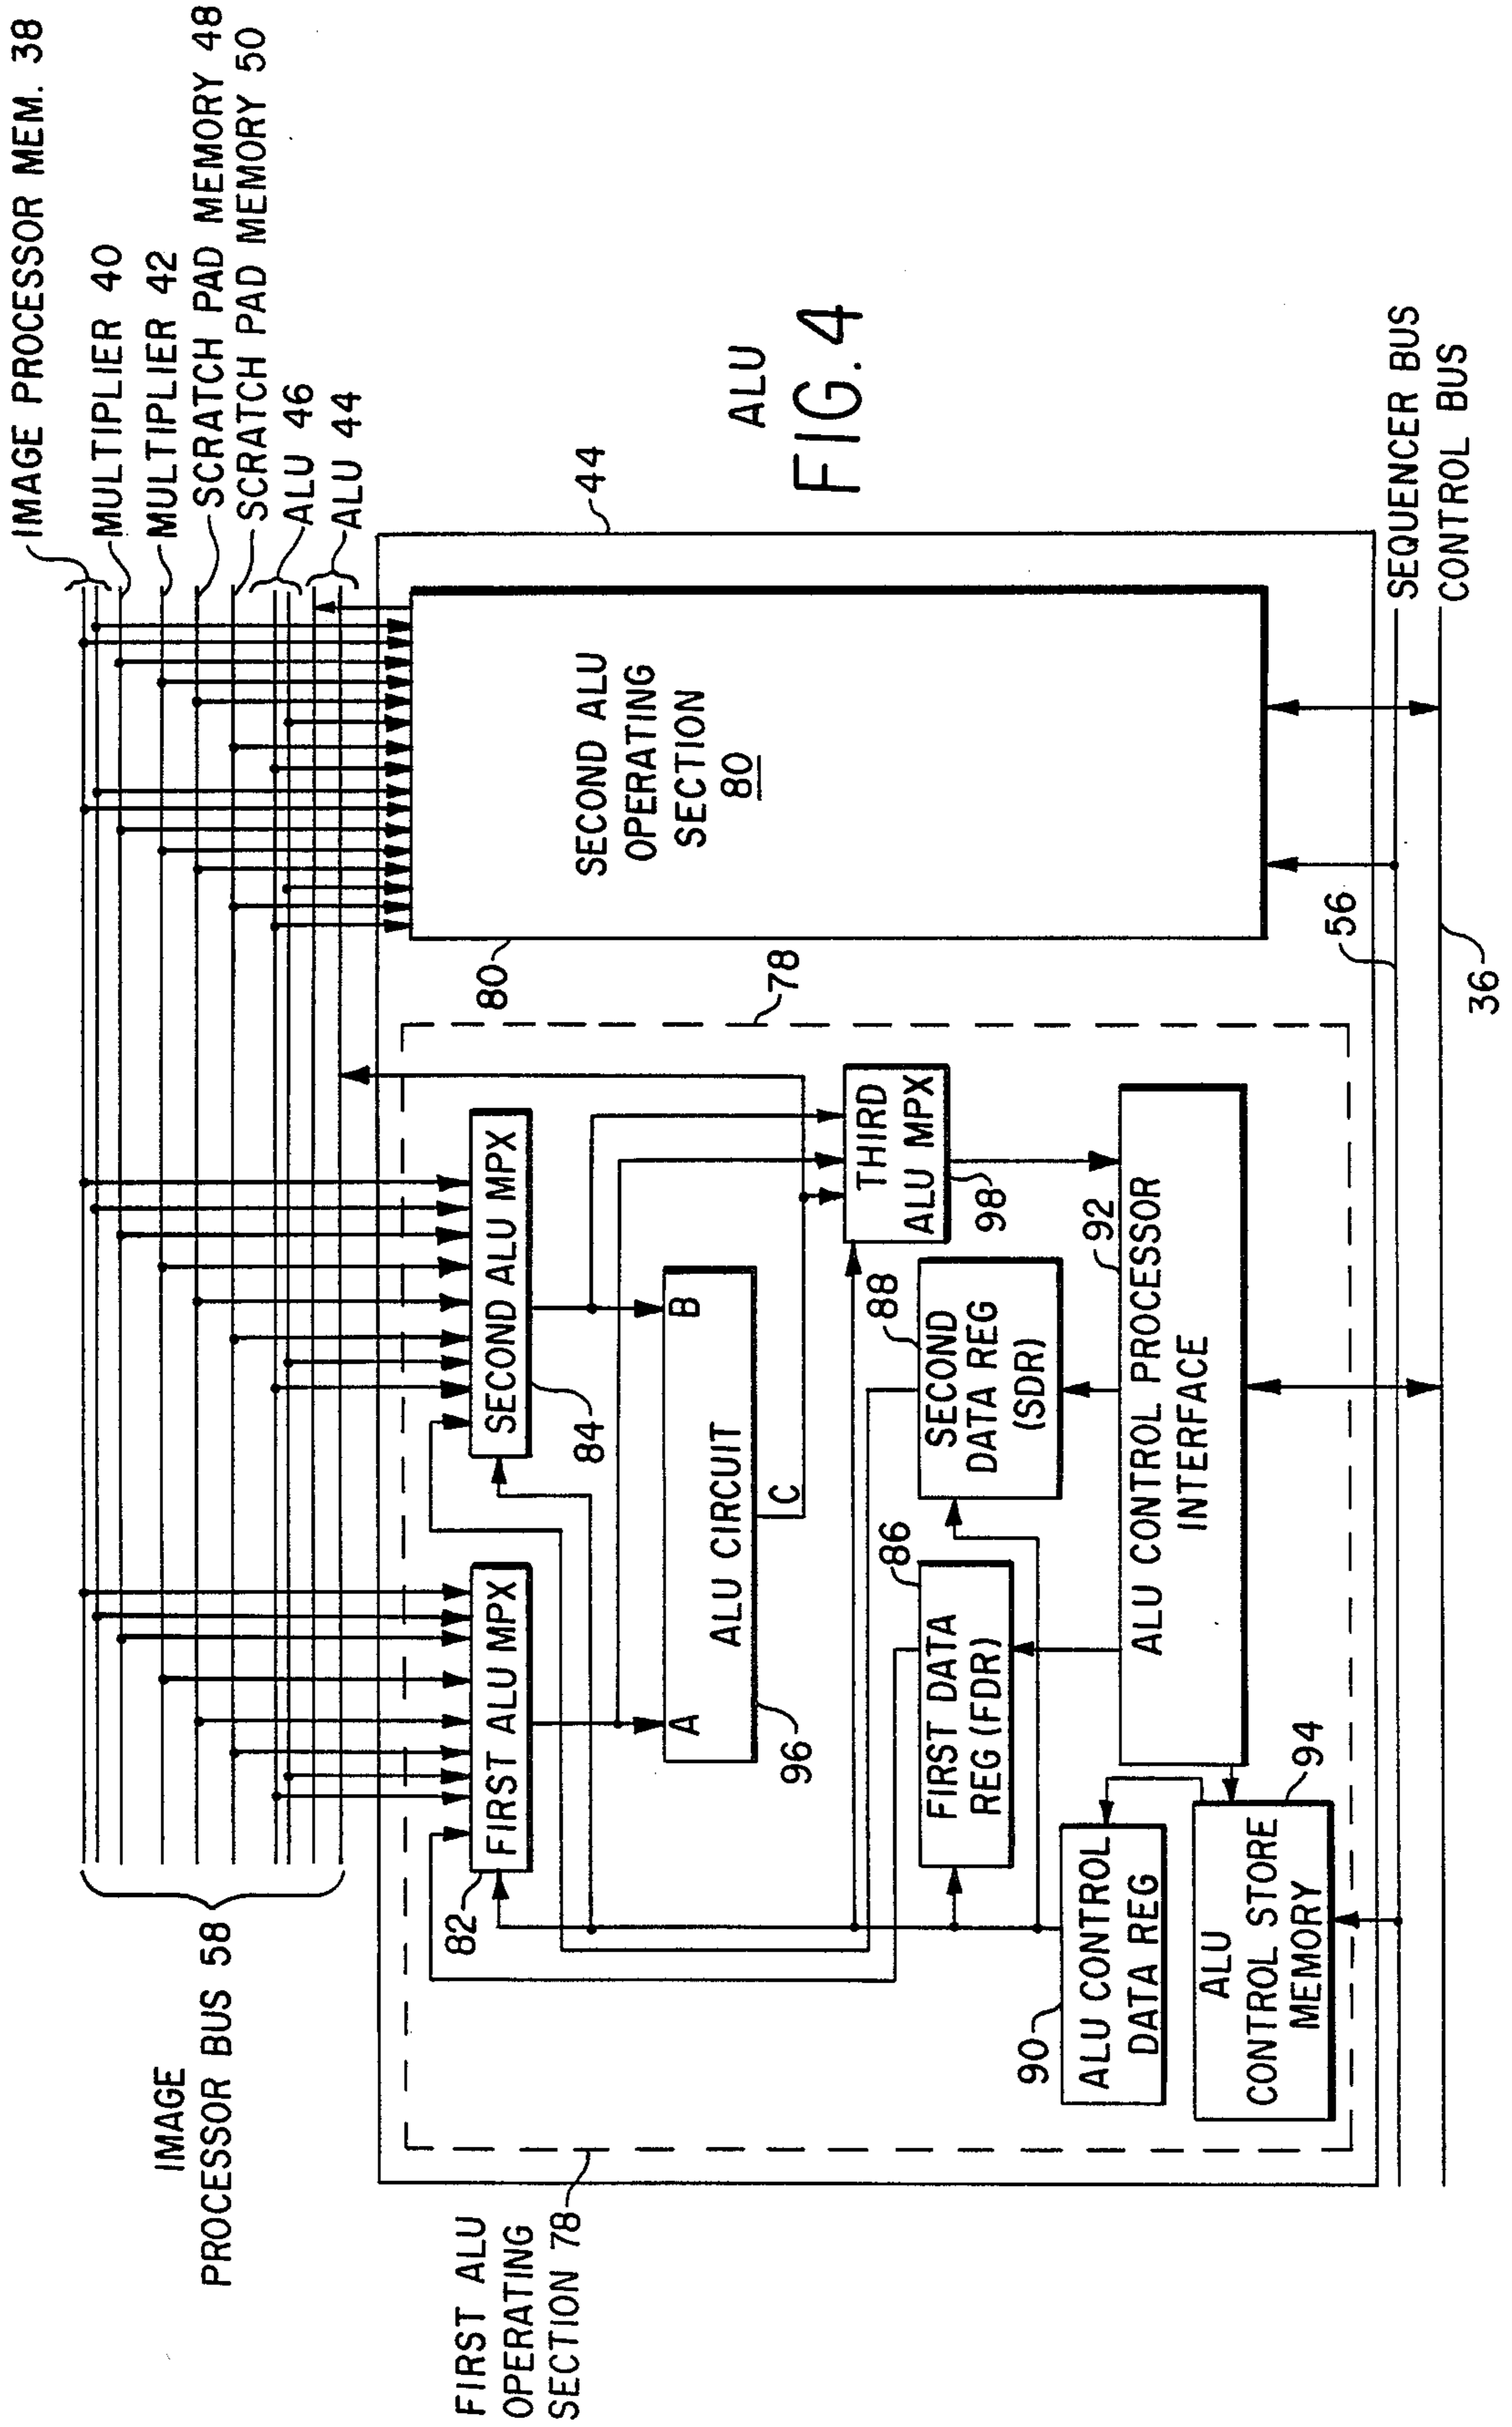 IMAGE PROCESSOR MEM. 38
MULTIPLIER 40
MULTIPLIER 42
SCRATCH PAD MEMORY 48
SCRATCH PAD MEMORY 50
ALU 46
ALU 44
IMAGE
PROCESSOR BUS 58
FIRST ALU
OPERATING
SECTION 78
82
FIRST ALU MPX
SECOND ALU MPX
84
A
B
ALU CIRCUIT
96
C
THIRD
ALU MPX
98
78
86
FIRST DATA
REG (FDR)
88
SECOND
DATA REG
(SDR)
90
ALU CONTROL
DATA REG
92
ALU CONTROL PROCESSOR
INTERFACE
94
ALU
CONTROL STORE
MEMORY
80
SECOND ALU
OPERATING
SECTION
80
44
56
36
SEQUENCER BUS
CONTROL BUS
ALU
FIG. 4